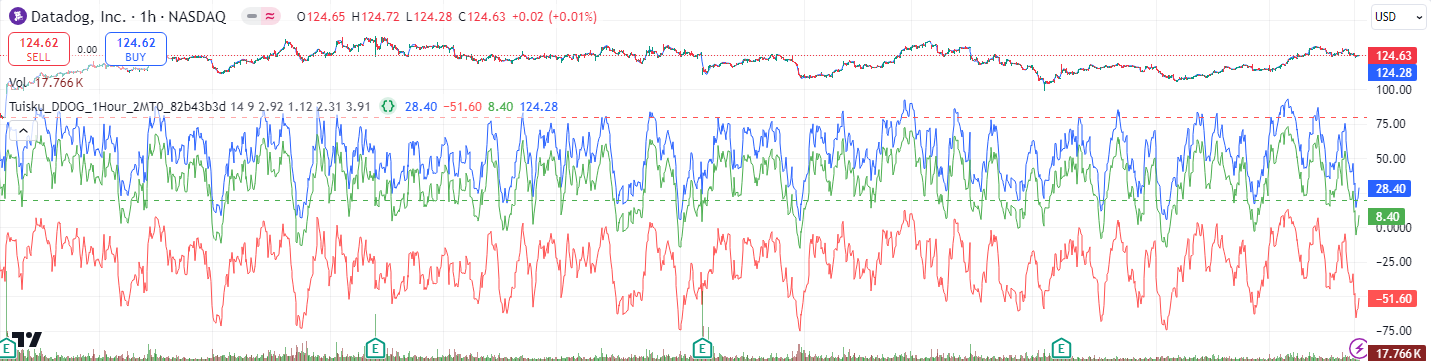 Datadog, Inc. · 1h · NASDAQ O124.65 H124.72 L124.28 C124.63 +0.02 (+0.01%)
USD
124.62 SELL
0.00
124.62 BUY
124.63
124.28
Vol · 17.766 K
100.00
Tuisku_DDOG_1Hour_2MT0_82b43b3d 14 9 2.92 1.12 2.31 3.91 {} 28.40 −51.60 8.40 124.28
75.00
50.00
28.40
8.40
0.0000
−25.00
−51.60
−75.00
E E E E
17.766 K